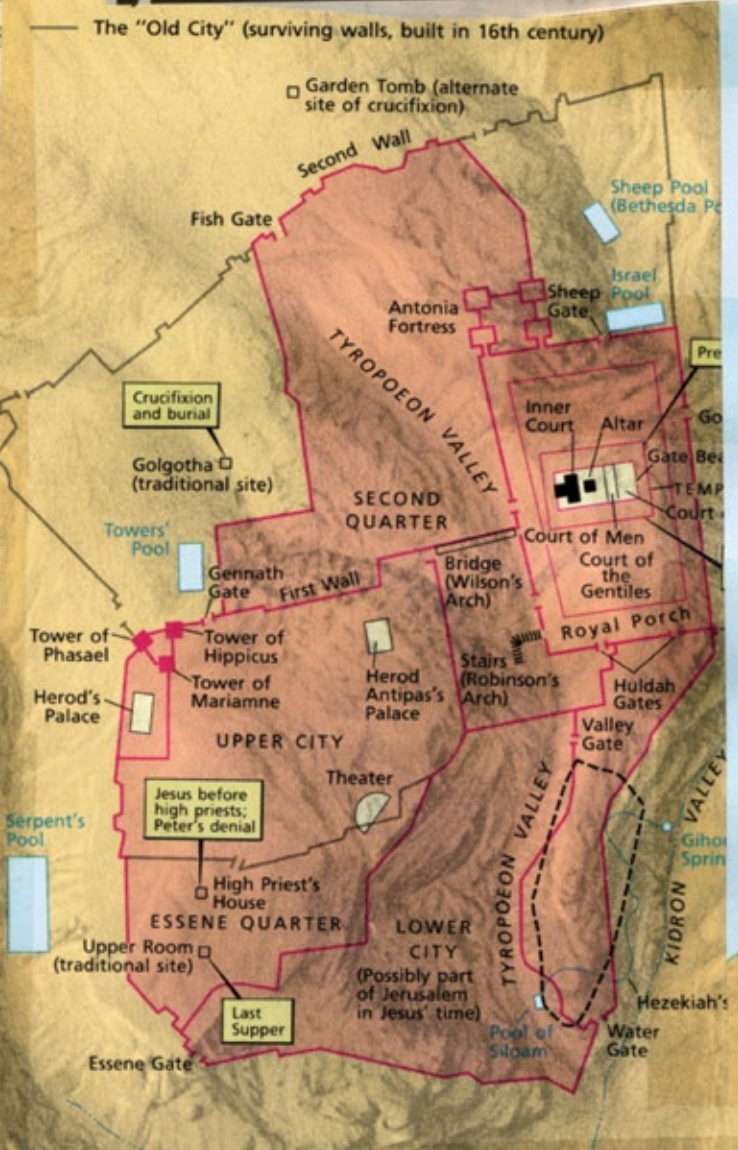 The "Old City" (surviving walls, built in 16th century)
Garden Tomb (alternate
site of crucifixion)
Second Wall
Sheep Pool
(Bethesda
Fish Gate
Israel
Pool
Sheep
Gate
Antonia
Fortress
TYROPOEON VALLEY
Crucifixion
and burial
Inner
Court
Altar
Golgotha
(traditional site)
Gate
SECOND
QUARTER
Court
Court of Men
Towers'
Pool
Court of
the
Gentiles
Bridge
(Wilson's
Arch)
Gennath
Gate
First Wall
Royal Porch
Tower of
Phasael
Tower of
Hippicus
Stairs
(Robinson's
Arch)
Herod
Antipas's
Palace
Tower of
Mariamne
Huldah
Gates
Herod's
Palace
Valley
Gate
UPPER CITY
Theater
Jesus before
high priests;
Peter's denial
TYROPOEON VALLEY
KIDRON VALLEY
Serpent's
Pool
High Priest's
House
ESSENE QUARTER
LOWER
CITY
(Possibly part
of Jerusalem
in Jesus' time)
Upper Room
(traditional site)
Hezekiah's
Last
Supper
Pool of
Siloam
Water
Gate
Essene Gate